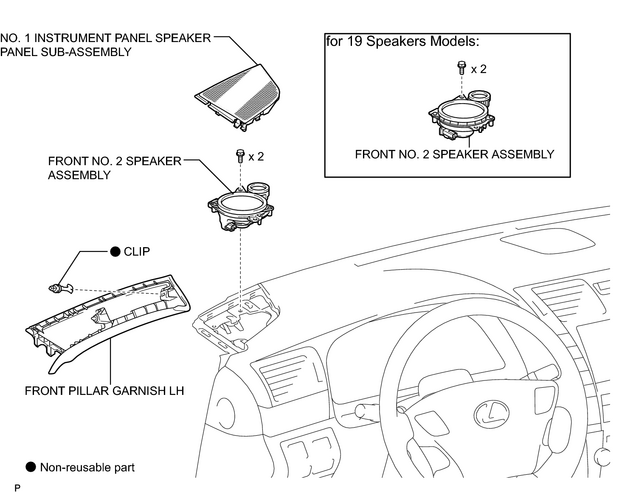 NO. 1 INSTRUMENT PANEL SPEAKER
PANEL SUB-ASSEMBLY
for 19 Speakers Models:
x 2
FRONT NO. 2 SPEAKER ASSEMBLY
x 2
FRONT NO. 2 SPEAKER
ASSEMBLY
● CLIP
FRONT PILLAR GARNISH LH
● Non-reusable part
P